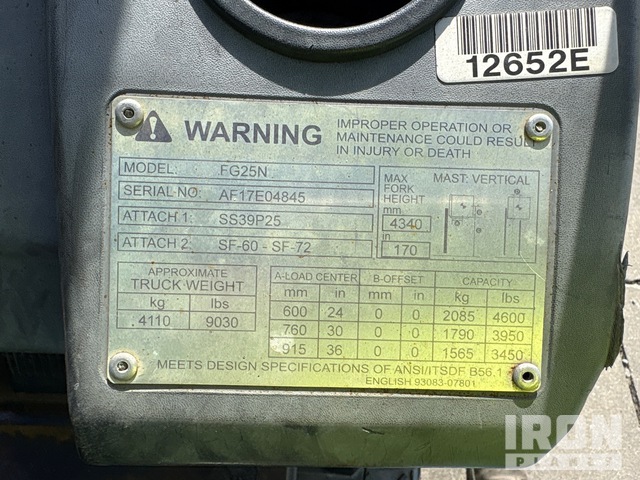 12652E
WARNING
IMPROPER OPERATION OR
MAINTENANCE COULD RESULT
IN INJURY OR DEATH
MODEL: FG25N
SERIAL NO: AF17E04845
ATTACH 1: SS39P25
ATTACH 2: SF-60 - SF-72
MAX
FORK
HEIGHT
mm
4340
in
170
MAST: VERTICAL
APPROXIMATE
TRUCK WEIGHT
kg lbs
4110 9030
A-LOAD CENTER B-OFFSET CAPACITY
mm in mm in kg lbs
600 24 0 0 2085 4600
760 30 0 0 1790 3950
915 36 0 0 1565 3450
MEETS DESIGN SPECIFICATIONS OF ANSI/ITSDF B56.1
ENGLISH 93083-07801
IRON
PLANET